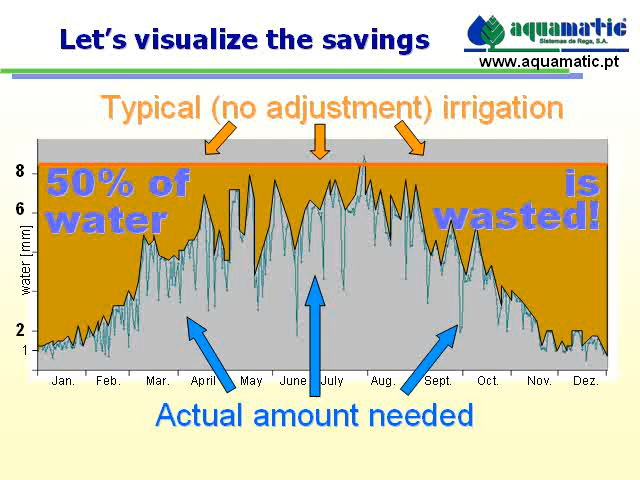 Let's visualize the savings
aquamatic
Sistemas de Rega, S.A.
www.aquamatic.pt
Typical (no adjustment) irrigation
50% of
water
is
wasted!
water [mm]
8
6
2
1
Jan. Feb. Mar. April May June July Aug. Sept. Oct. Nov. Dez.
Actual amount needed